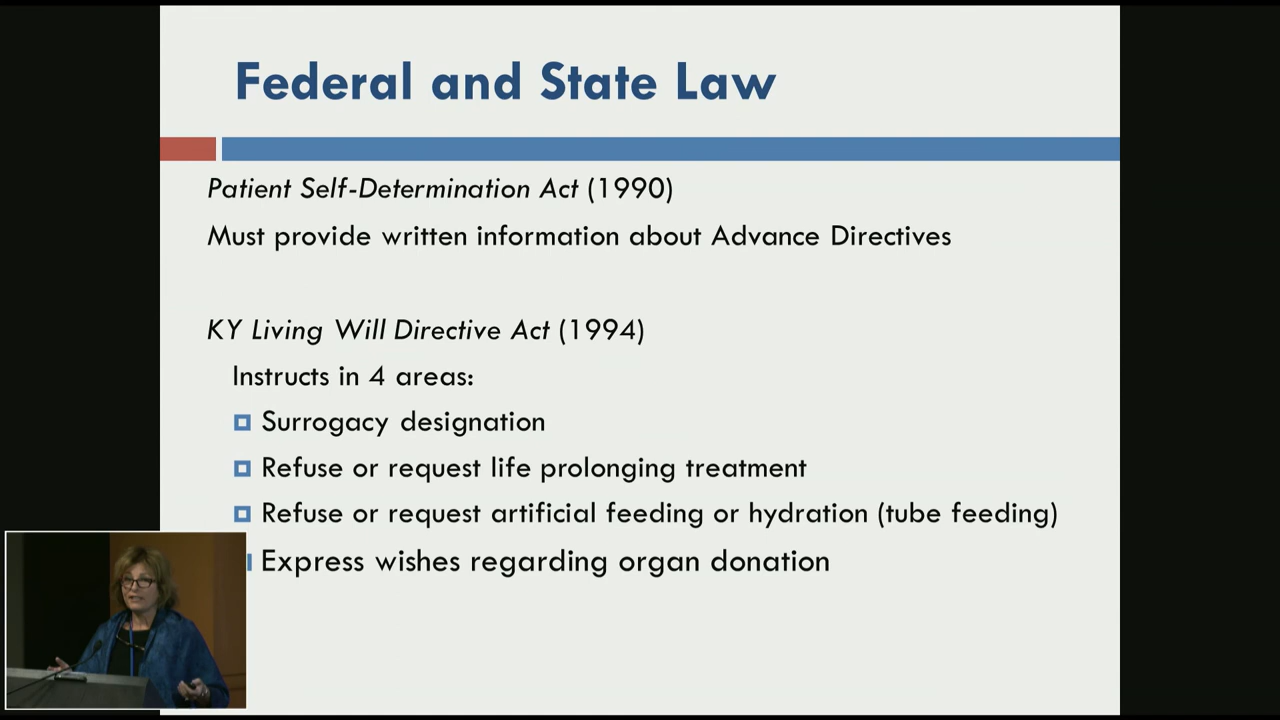 Federal and State Law
Patient Self-Determination Act (1990)
Must provide written information about Advance Directives
KY Living Will Directive Act (1994)
Instructs in 4 areas:
Surrogacy designation
Refuse or request life prolonging treatment
Refuse or request artificial feeding or hydration (tube feeding)
Express wishes regarding organ donation